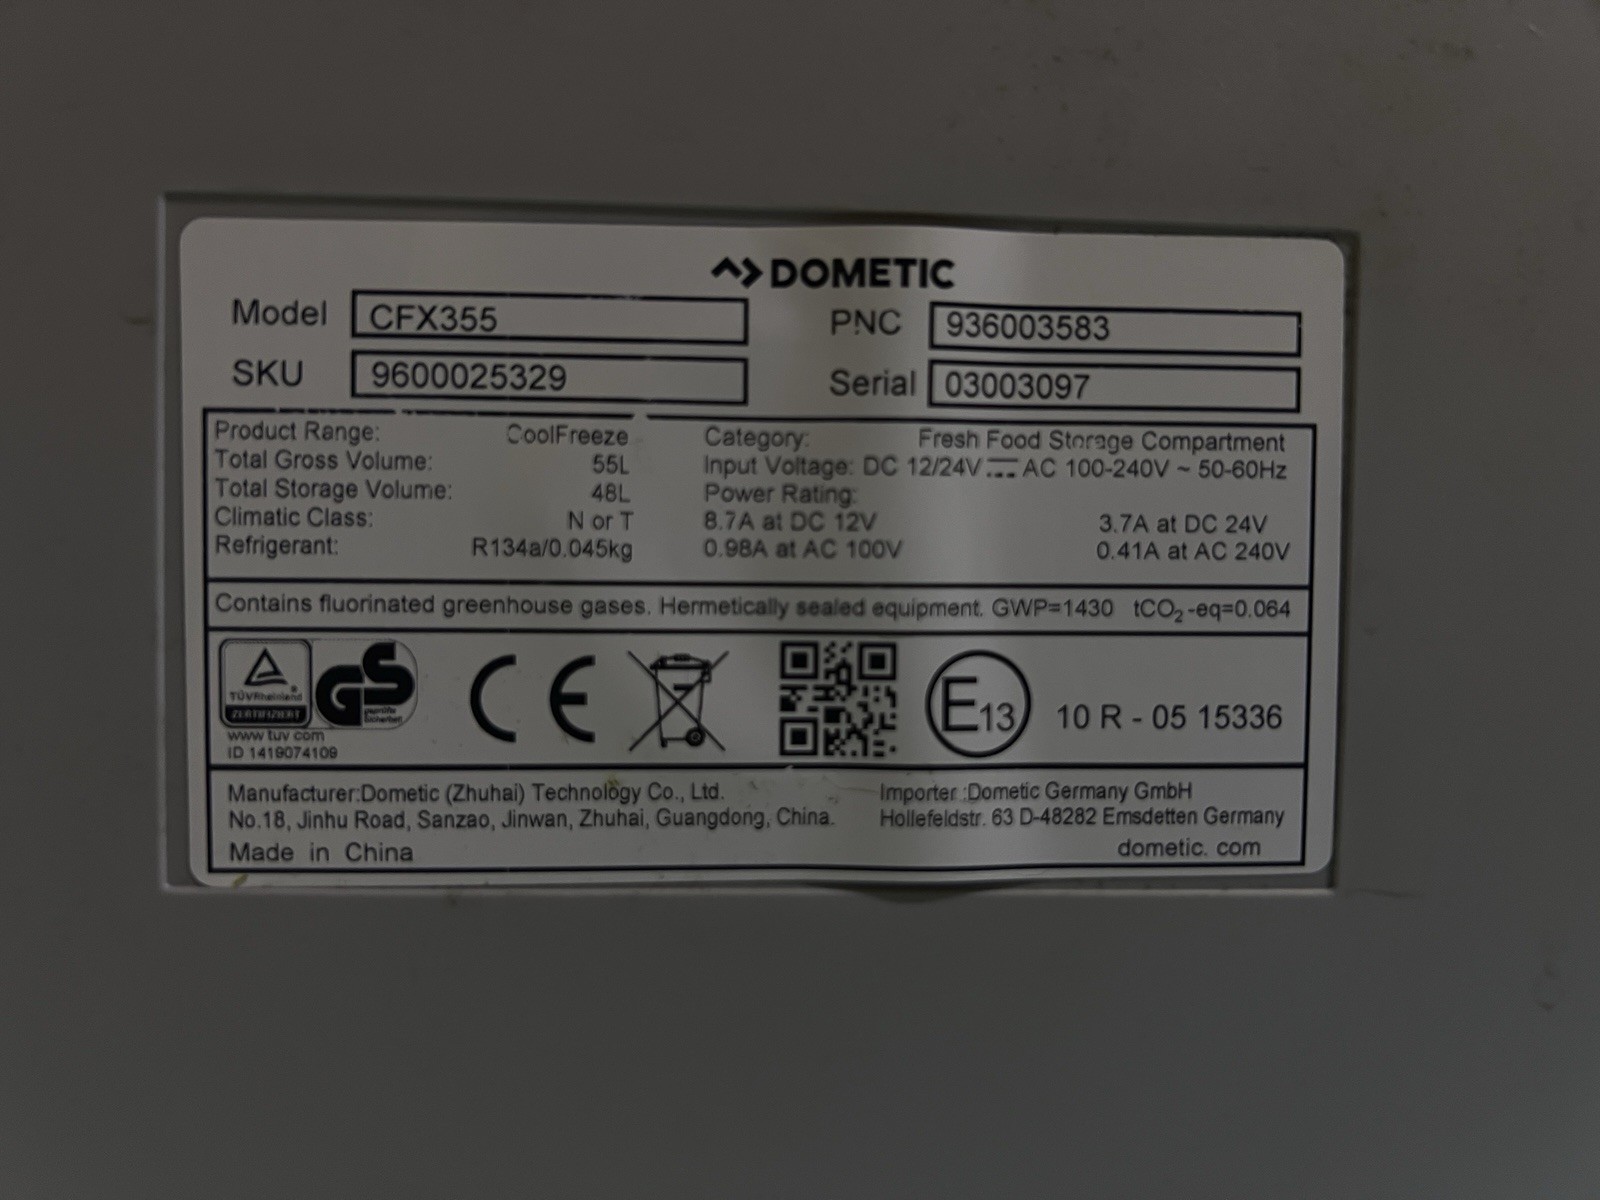 DOMETIC
Model CFX355 PNC 936003583
SKU 9600025329 Serial 03003097
Product Range: CoolFreeze Category: Fresh Food Storage Compartment
Total Gross Volume: 55L Input Voltage: DC 12/24V ⎓ AC 100-240V ~ 50-60Hz
Total Storage Volume: 48L Power Rating:
Climatic Class: N or T 8.7A at DC 12V 3.7A at DC 24V
Refrigerant: R134a/0.045kg 0.98A at AC 100V 0.41A at AC 240V
Contains fluorinated greenhouse gases. Hermetically sealed equipment. GWP=1430 tCO2-eq=0.064
TÜVRheinland®
ZERTIFIZIERT
GS
geprüfte
Sicherheit
www tuv com
ID 1419074109
CE
E13 10 R - 05 15336
Manufacturer:Dometic (Zhuhai) Technology Co., Ltd. Importer :Dometic Germany GmbH
No.18, Jinhu Road, Sanzao, Jinwan, Zhuhai, Guangdong, China. Hollefeldstr. 63 D-48282 Emsdetten Germany
Made in China dometic. com